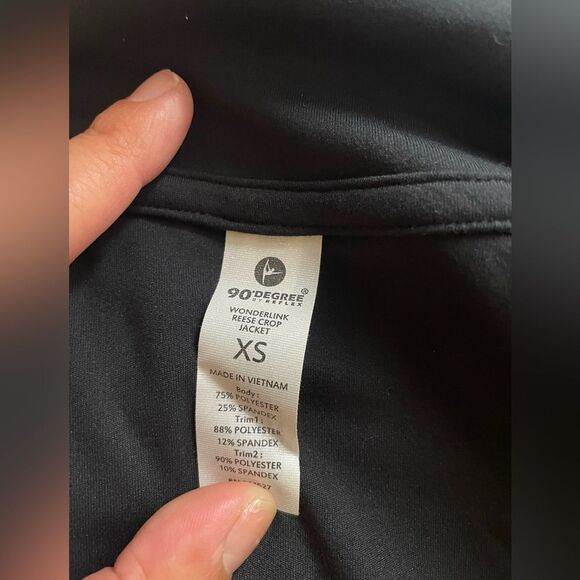 90°DEGREE®
BY REFLEX
WONDERLINK
REESE CROP
JACKET
XS
MADE IN VIETNAM
Body:
75% POLYESTER
25% SPANDEX
Trim1:
88% POLYESTER
12% SPANDEX
Trim2:
90% POLYESTER
10% SPANDEX